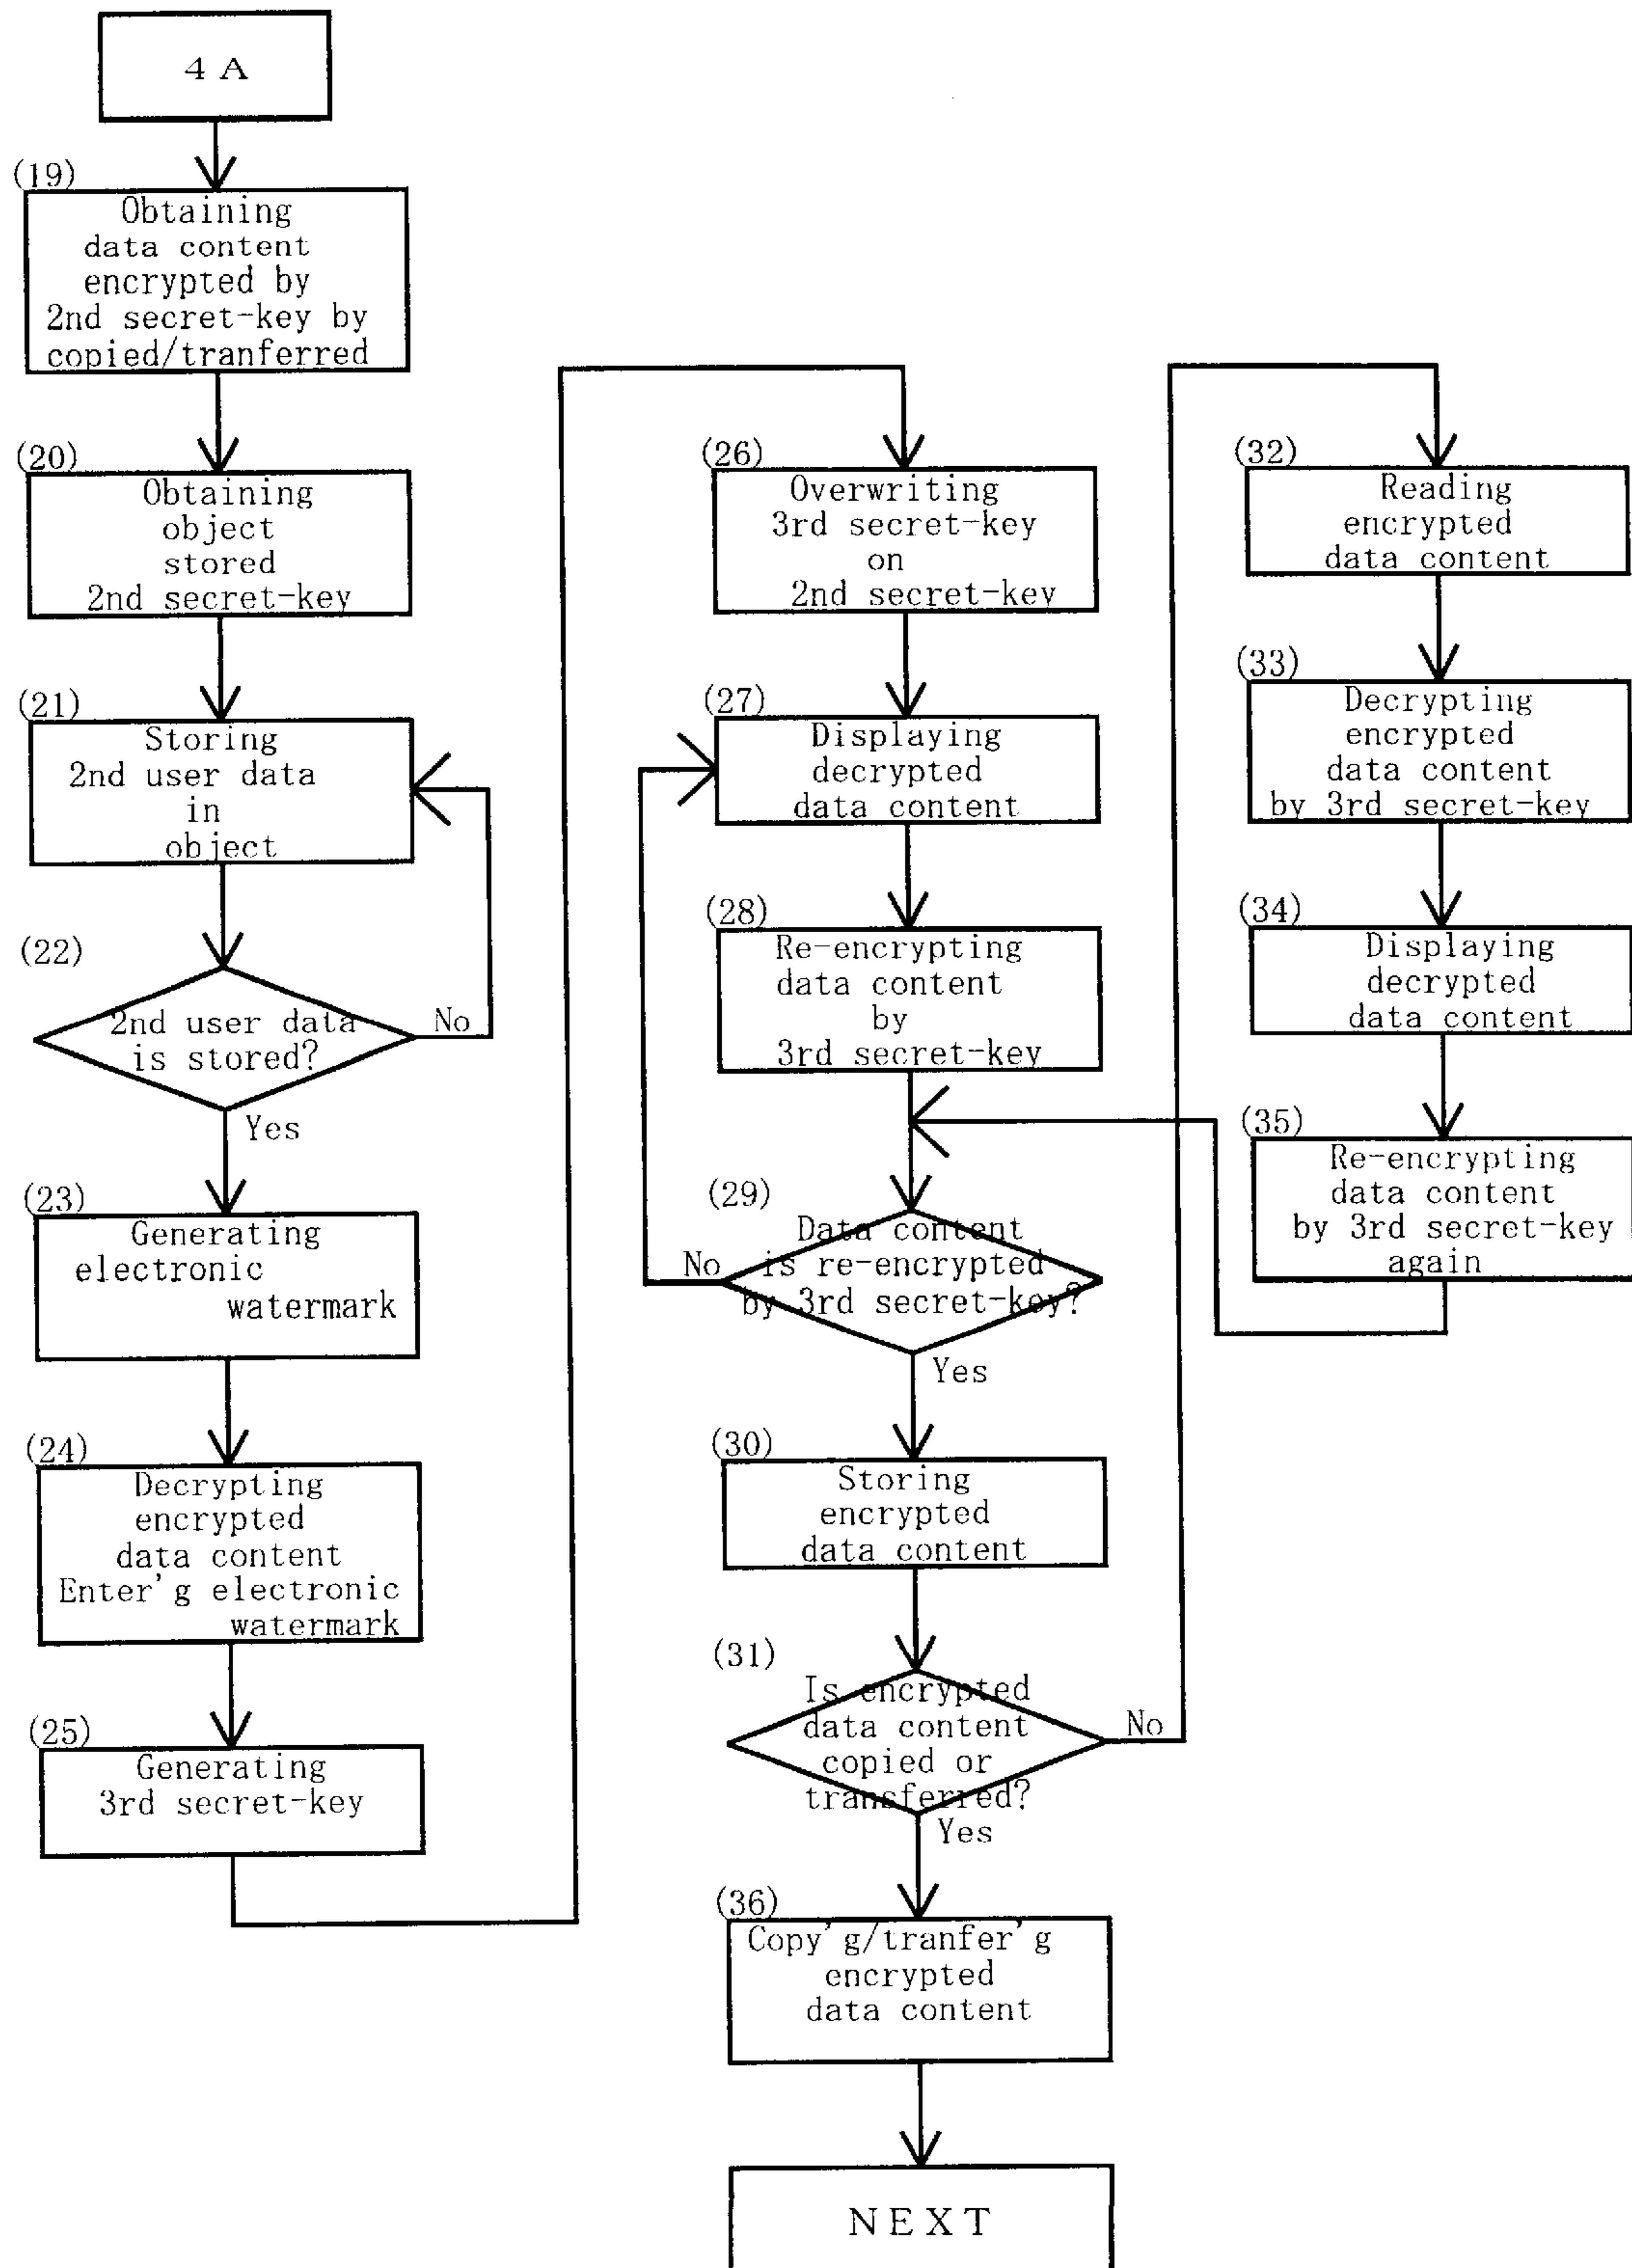 4 A
(19)
Obtaining
data content
encrypted by
2nd secret-key by
copied/tranferred
(20)
Obtaining
object
stored
2nd secret-key
(21)
Storing
2nd user data
in
object
(22)
2nd user data
is stored?
No
Yes
(23)
Generating
electronic
watermark
(24)
Decrypting
encrypted
data content
Enter'g electronic
watermark
(25)
Generating
3rd secret-key
(26)
Overwriting
3rd secret-key
on
2nd secret-key
(27)
Displaying
decrypted
data content
(28)
Re-encrypting
data content
by
3rd secret-key
(29)
Data content
is re-encrypted
by 3rd secret-key?
No
Yes
(30)
Storing
encrypted
data content
(31)
Is encrypted
data content
copied or
transferred?
No
Yes
(36)
Copy'g/tranfer'g
encrypted
data content
NEXT
(32)
Reading
encrypted
data content
(33)
Decrypting
encrypted
data content
by 3rd secret-key
(34)
Displaying
decrypted
data content
(35)
Re-encrypting
data content
by 3rd secret-key
again